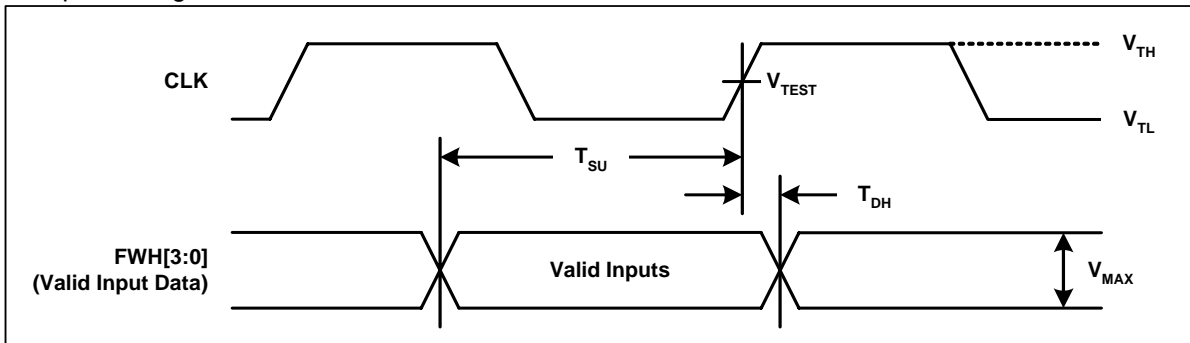 CLK
V_TEST
V_TH
V_TL
T_SU
T_DH
FWH[3:0]
(Valid Input Data)
Valid Inputs
V_MAX